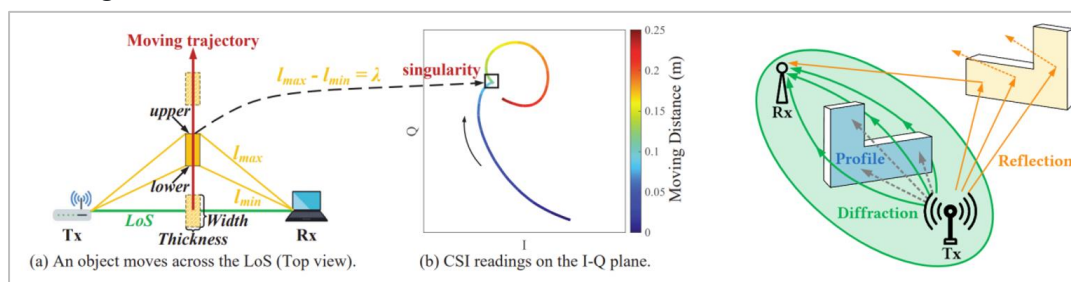 Moving trajectory
upper
lower
l_max - l_min = λ
l_max
l_min
LoS
Width
Thickness
Tx
Rx
(a) An object moves across the LoS (Top view).
singularity
Q
I
0.25
0.2
0.15
0.1
0.05
0
Moving Distance (m)
(b) CSI readings on the I-Q plane.
Rx
Profile
Reflection
Diffraction
Tx